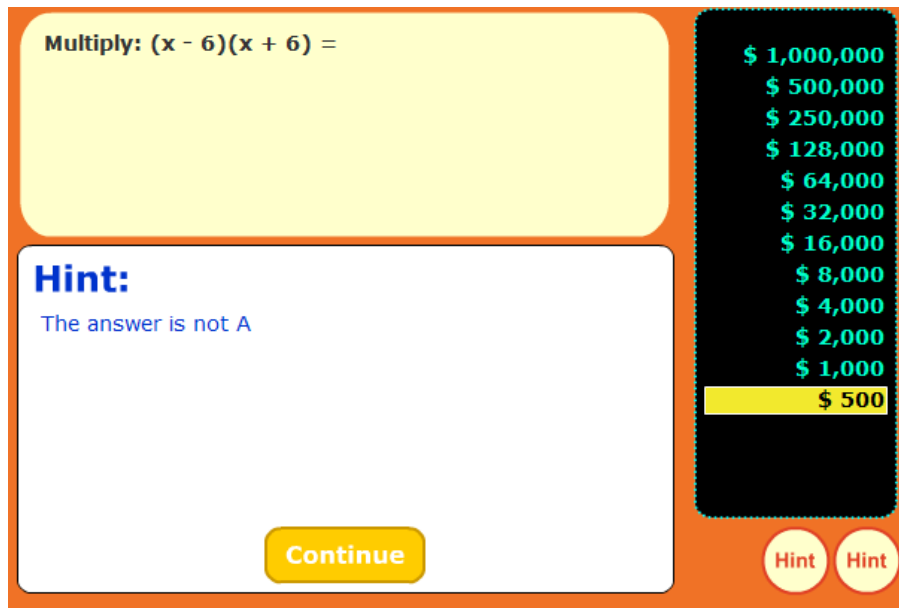 Multiply: (x - 6)(x + 6) =
Hint:
The answer is not A
Continue
$ 1,000,000
$ 500,000
$ 250,000
$ 128,000
$ 64,000
$ 32,000
$ 16,000
$ 8,000
$ 4,000
$ 2,000
$ 1,000
$ 500
Hint Hint